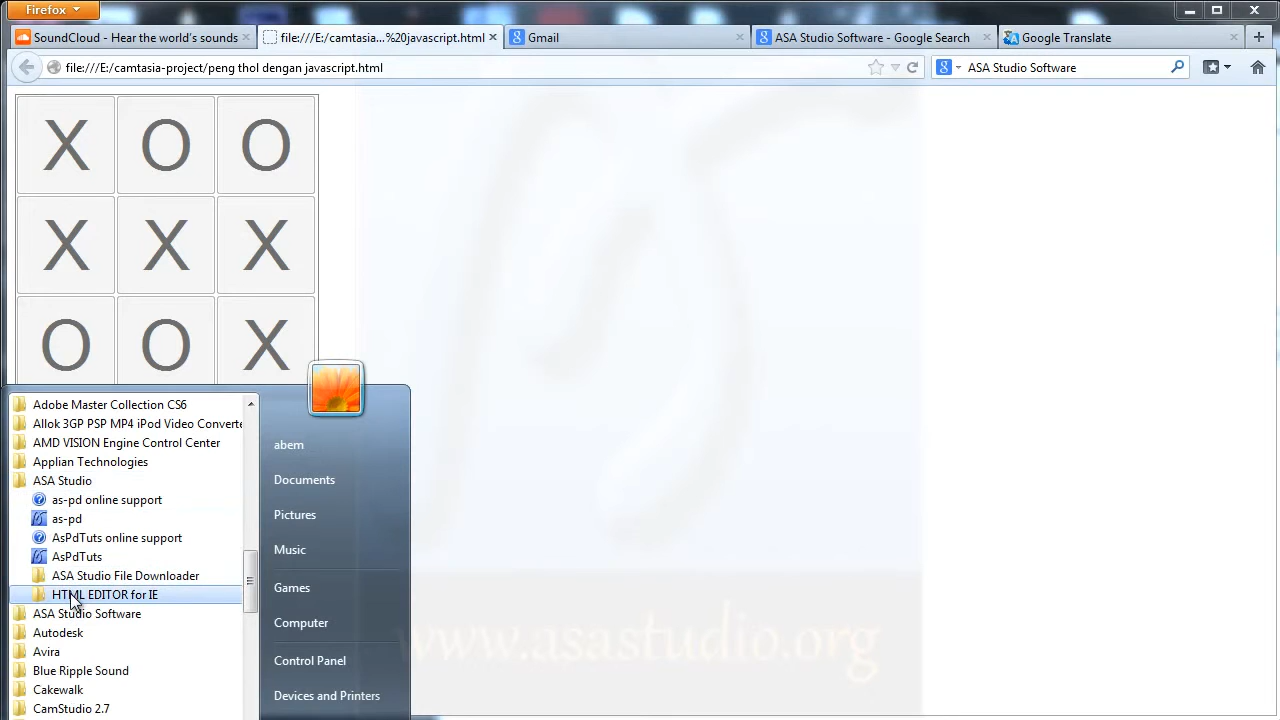 Firefox
SoundCloud - Hear the world's sounds
file:///E:/camtasia...%20javascript.html
Gmail
ASA Studio Software - Google Search
Google Translate
file:///E:/camtasia-project/peng thol dengan javascript.html
ASA Studio Software
X O O
X X X
O O X
Adobe Master Collection CS6
Allok 3GP PSP MP4 iPod Video Converte
AMD VISION Engine Control Center
Applian Technologies
ASA Studio
as-pd online support
as-pd
AsPdTuts online support
AsPdTuts
ASA Studio File Downloader
HTML EDITOR for IE
ASA Studio Software
Autodesk
Avira
Blue Ripple Sound
Cakewalk
CamStudio 2.7
abem
Documents
Pictures
Music
Games
Computer
Control Panel
Devices and Printers
www.asastudio.org